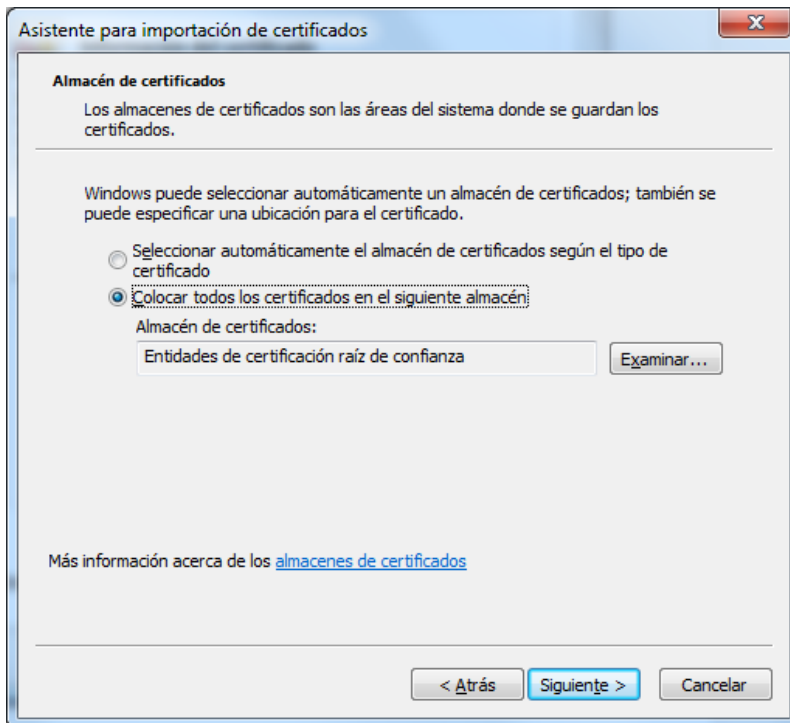 Asistente para importación de certificados
Almacén de certificados
Los almacenes de certificados son las áreas del sistema donde se guardan los
certificados.
Windows puede seleccionar automáticamente un almacén de certificados; también se
puede especificar una ubicación para el certificado.
Seleccionar automáticamente el almacén de certificados según el tipo de
certificado
Colocar todos los certificados en el siguiente almacén
Almacén de certificados:
Entidades de certificación raíz de confianza
Examinar...
Más información acerca de los almacenes de certificados
< Atrás
Siguiente >
Cancelar